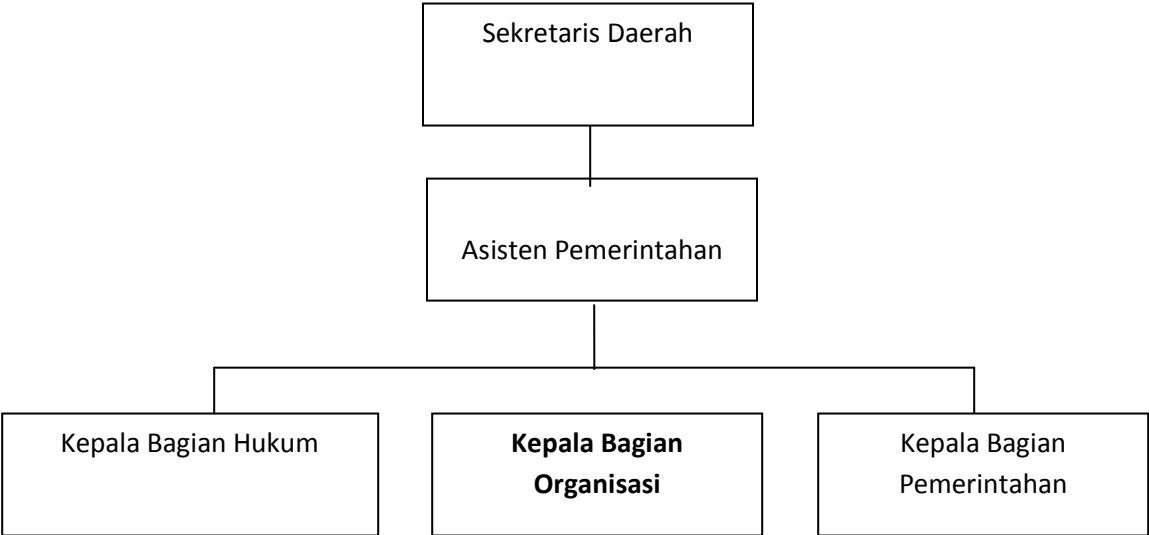 Sekretaris Daerah
Asisten Pemerintahan
Kepala Bagian Hukum
Kepala Bagian
Organisasi
Kepala Bagian
Pemerintahan